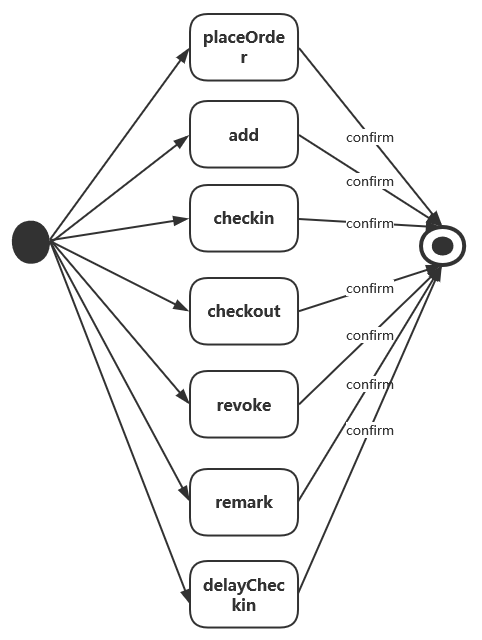 placeOrde
r
confirm
add
confirm
checkin
confirm
checkout
confirm
revoke
confirm
remark
confirm
delayChec
kin
confirm